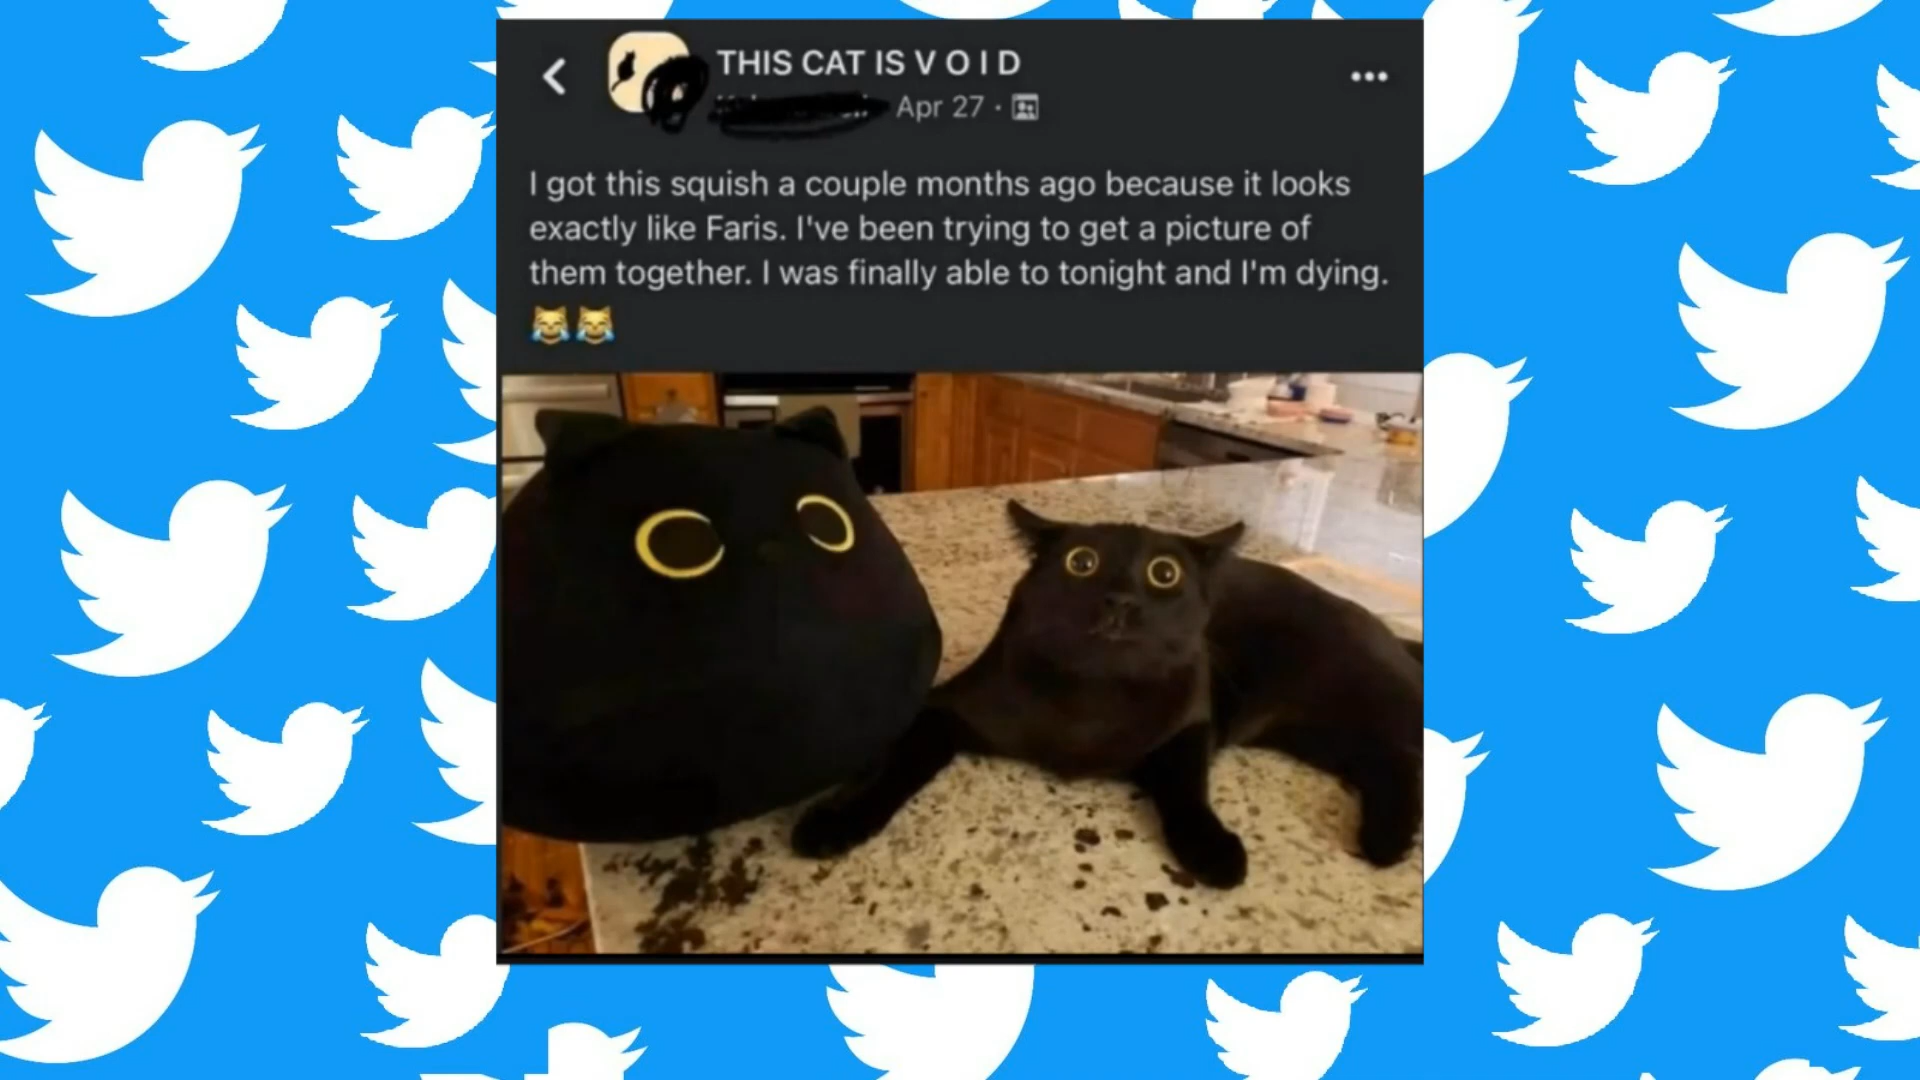 THIS CAT IS V O I D
Apr 27 ·
I got this squish a couple months ago because it looks
exactly like Faris. I've been trying to get a picture of
them together. I was finally able to tonight and I'm dying.
😹😹